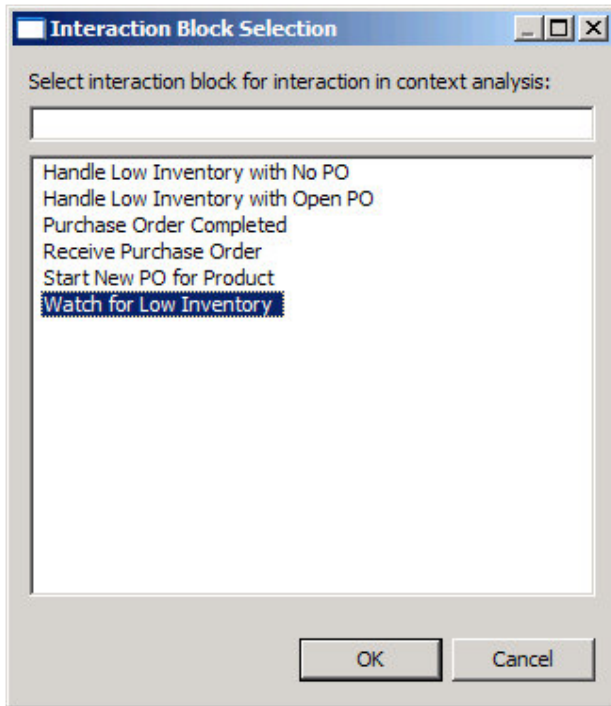 Interaction Block Selection
Select interaction block for interaction in context analysis:
Handle Low Inventory with No PO
Handle Low Inventory with Open PO
Purchase Order Completed
Receive Purchase Order
Start New PO for Product
Watch for Low Inventory
OK
Cancel